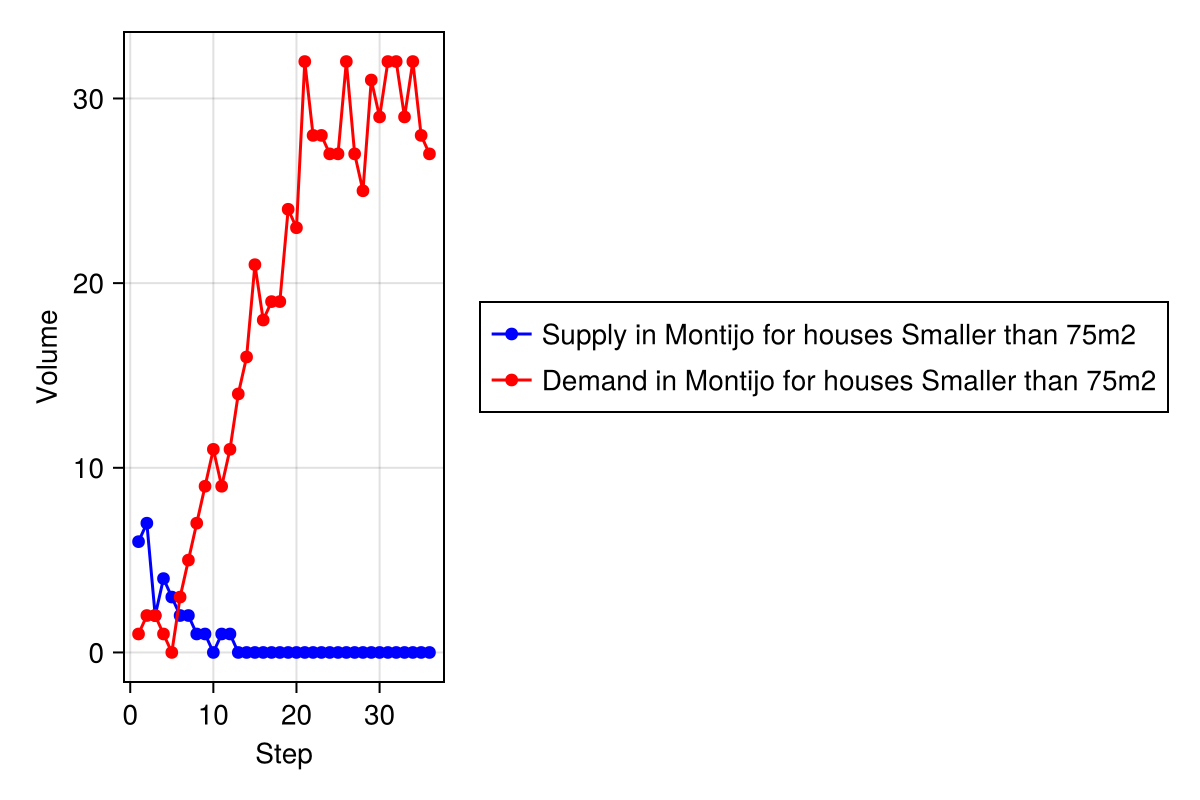 Volume
30
20
10
0
0 10 20 30
Step
Supply in Montijo for houses Smaller than 75m2
Demand in Montijo for houses Smaller than 75m2